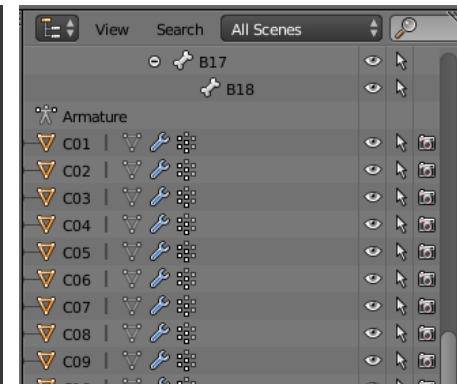 View Search All Scenes
B17
B18
Armature
C01
C02
C03
C04
C05
C06
C07
C08
C09